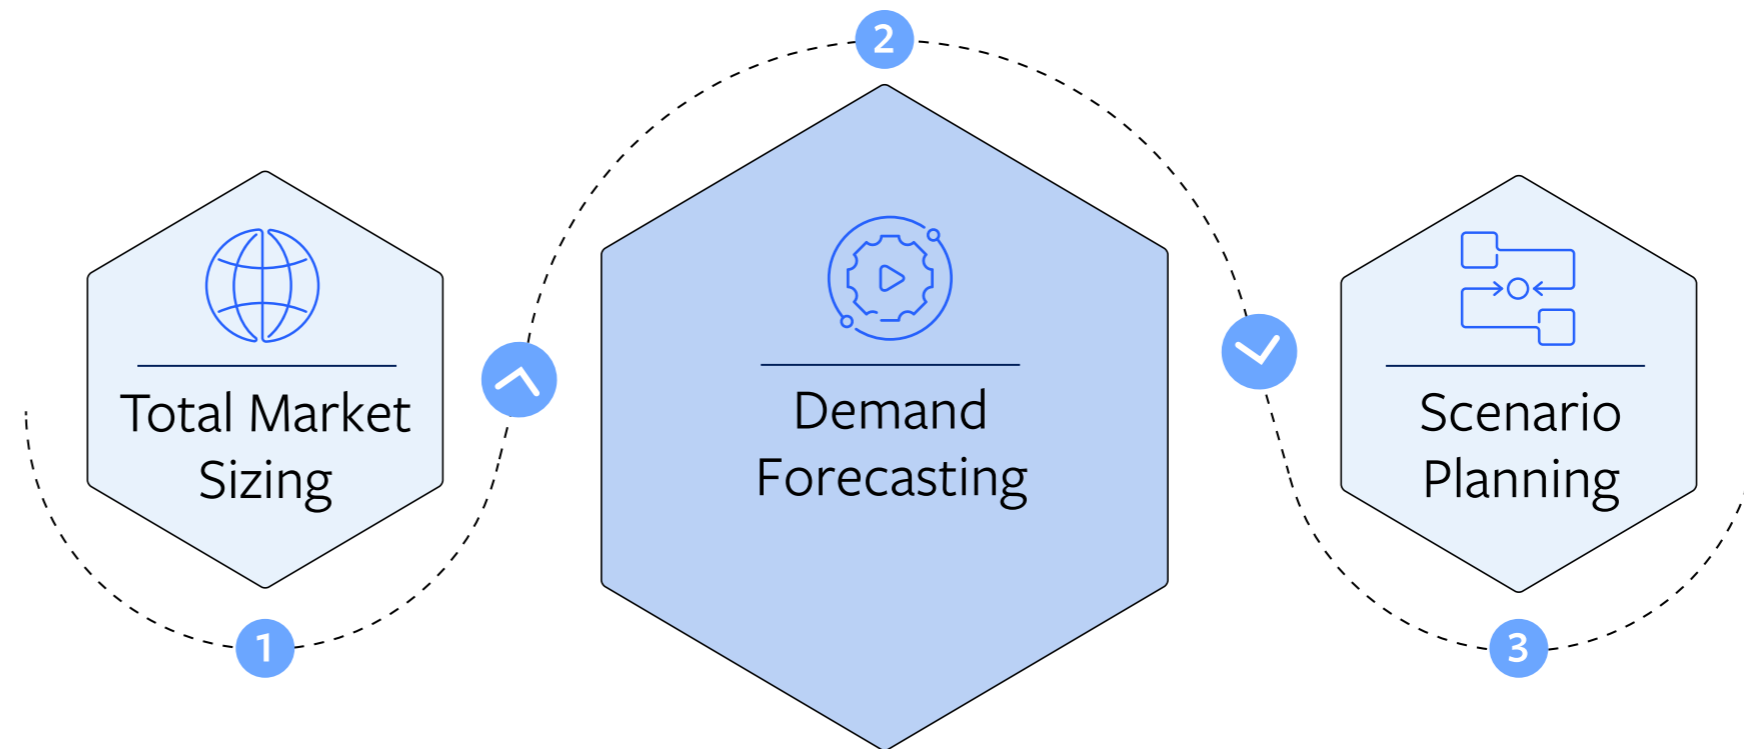 1
Total Market
Sizing
2
Demand
Forecasting
3
Scenario
Planning